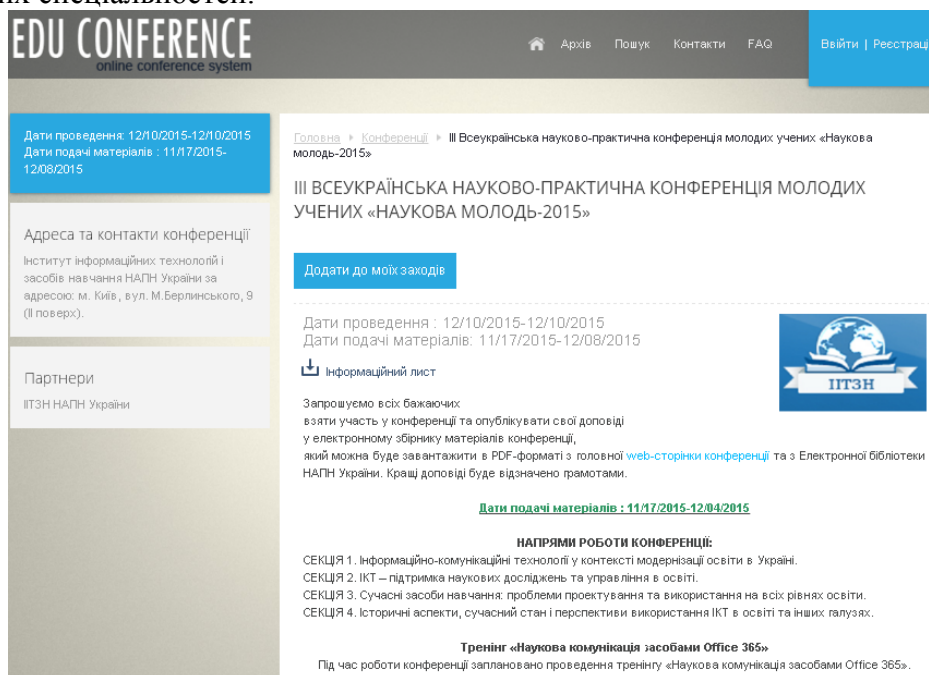 их спеціальностей.
EDU CONFERENCE
online conference system
Архів Пошук Контакти FAQ
Ввійти | Реєстраці
Дати проведення: 12/10/2015-12/10/2015
Дати подачі матеріалів : 11/17/2015-
12/08/2015
Адреса та контакти конференції
Інститут інформаційних технологій і
засобів навчання НАПН України за
адресою: м. Київ, вул. М.Берлинського, 9
(ІІ поверх).
Партнери
ІІТЗН НАПН України
Головна Конференції ІІІ Всеукраїнська науково-практична конференція молодих учених «Наукова
молодь-2015»
ІІІ ВСЕУКРАЇНСЬКА НАУКОВО-ПРАКТИЧНА КОНФЕРЕНЦІЯ МОЛОДИХ
УЧЕНИХ «НАУКОВА МОЛОДЬ-2015»
Додати до моїх заходів
Дати проведення : 12/10/2015-12/10/2015
Дати подачі матеріалів: 11/17/2015-12/08/2015
Інформаційний лист
ІІТЗН
Запрошуємо всіх бажаючих
взяти участь у конференції та опублікувати свої доповіді
у електронному збірнику матеріалів конференції,
який можна буде завантажити в PDF-форматі з головної web-сторінки конференції та з Електронної бібліотеки
НАПН України. Кращі доповіді буде відзначено грамотами.
Дати подачі матеріалів : 11/17/2015-12/04/2015
НАПРЯМИ РОБОТИ КОНФЕРЕНЦІЇ:
СЕКЦІЯ 1. Інформаційно-комунікаційні технології у контексті модернізації освіти в Україні.
СЕКЦІЯ 2. ІКТ – підтримка наукових досліджень та управління в освіті.
СЕКЦІЯ 3. Сучасні засоби навчання: проблеми проектування та використання на всіх рівнях освіти.
СЕКЦІЯ 4. Історичні аспекти, сучасний стан і перспективи використання ІКТ в освіті та інших галузях.
Тренінг «Наукова комунікація засобами Office 365»
Під час роботи конференції заплановано проведення тренінгу «Наукова комунікація засобами Office 365».